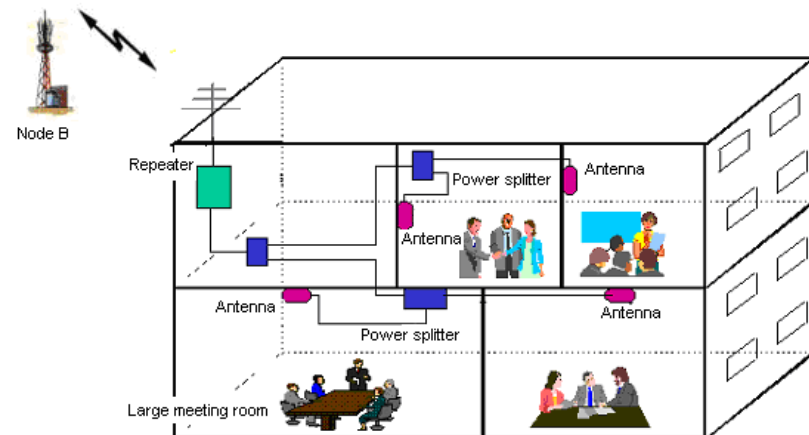 Node B
Repeater
Antenna
Power splitter
Antenna
Antenna
Antenna
Power splitter
Large meeting room